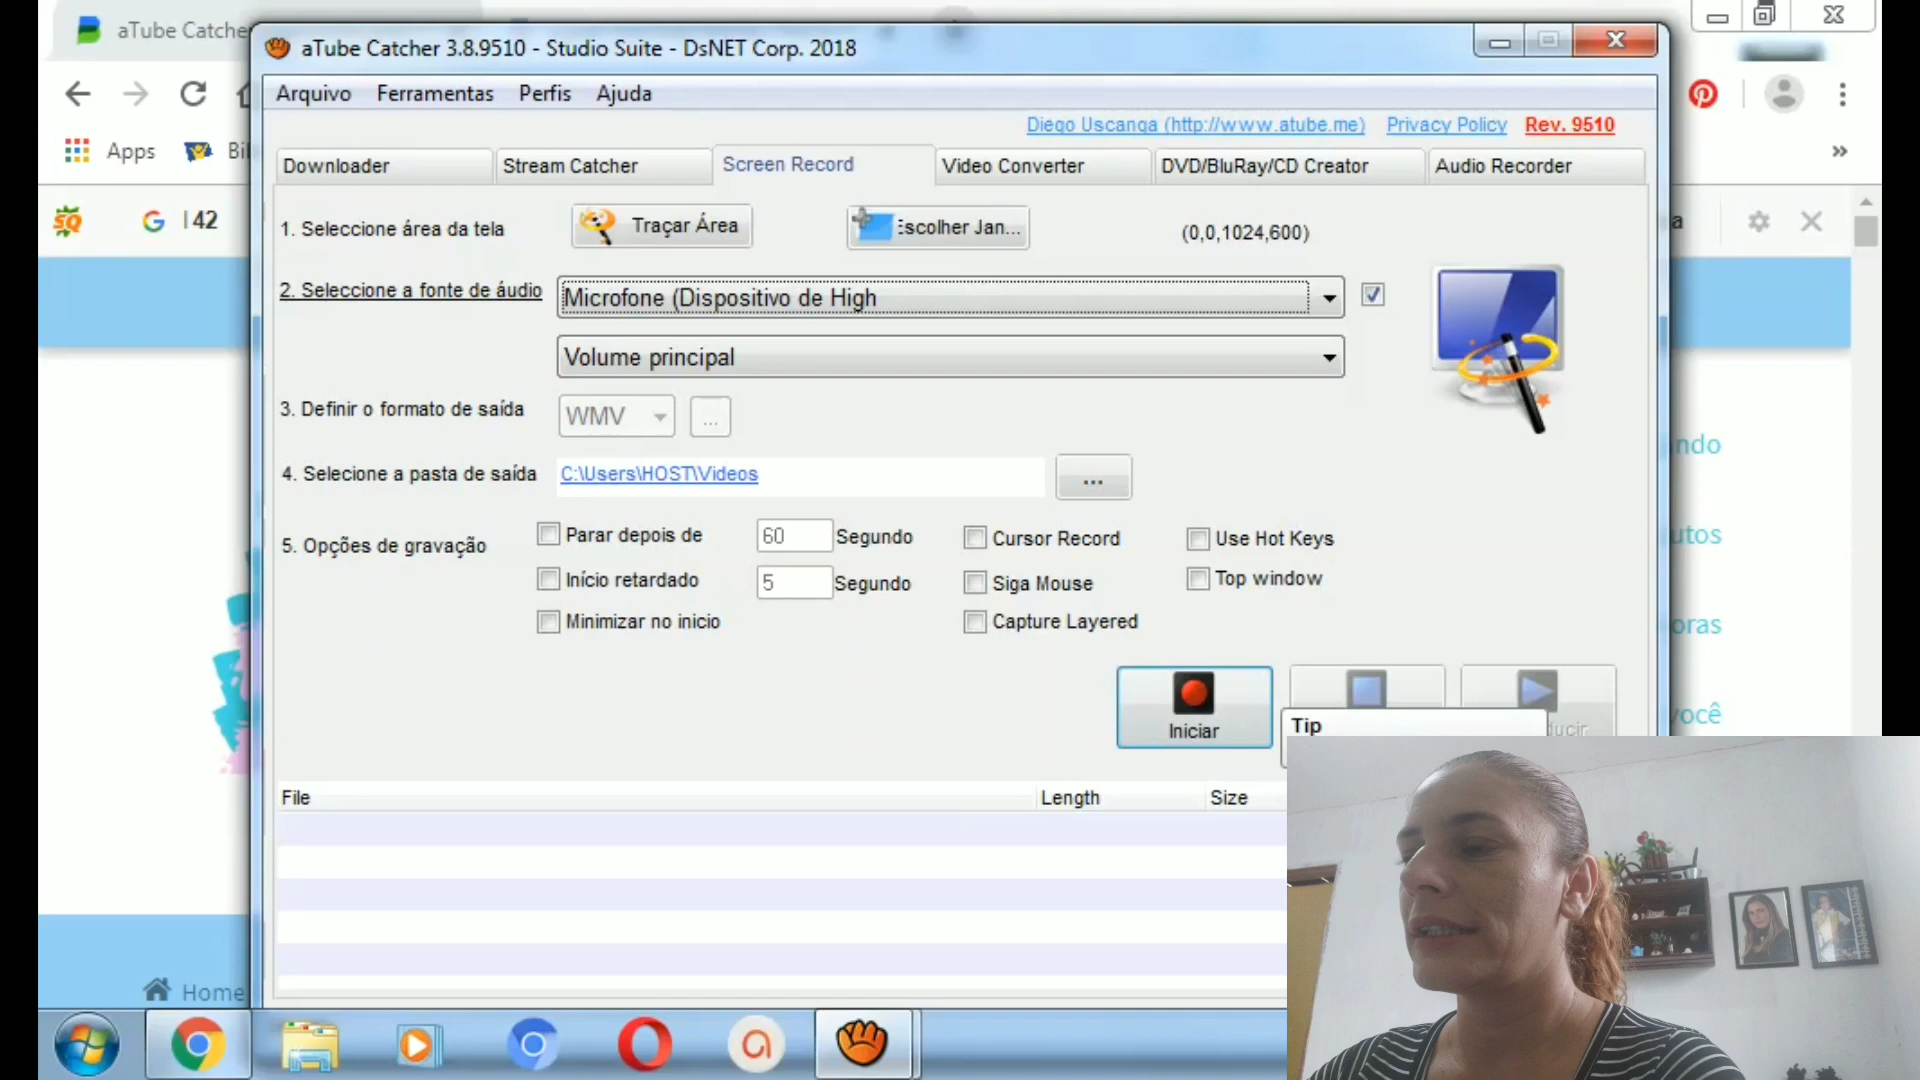 aTube Catche
aTube Catcher 3.8.9510 - Studio Suite - DsNET Corp. 2018
Arquivo Ferramentas Perfis Ajuda
Diego Uscanga (http://www.atube.me) Privacy Policy Rev. 9510
Apps
Downloader Stream Catcher Screen Record Video Converter DVD/BluRay/CD Creator Audio Recorder
SQ G 142
1. Seleccione área da tela Traçar Área Escolher Jan... (0,0,1024,600)
2. Seleccione a fonte de áudio Microfone (Dispositivo de High
Volume principal
3. Definir o formato de saída WMV ...
ndo
4. Selecione a pasta de saída C:\Users\HOST\Videos ...
5. Opções de gravação
Parar depois de 60 Segundo Cursor Record Use Hot Keys
utos
Início retardado 5 Segundo Siga Mouse Top window
Minimizar no inicio Capture Layered
oras
Iniciar
você
Tip
ucir
File Length Size
Home